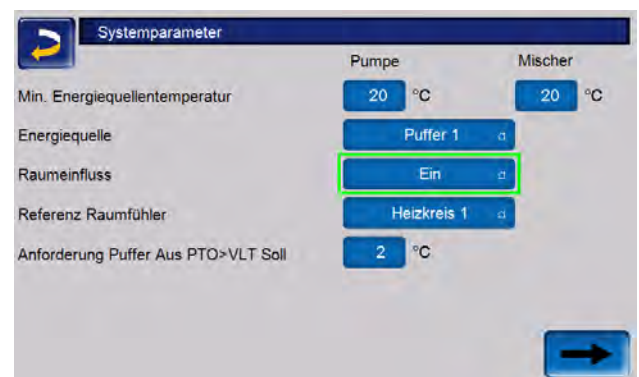 Systemparameter
Pumpe Mischer
Min. Energiequellentemperatur 20 °C 20 °C
Energiequelle Puffer 1
Raumeinfluss Ein
Referenz Raumfühler Heizkreis 1
Anforderung Puffer Aus PTO>VLT Soll 2 °C